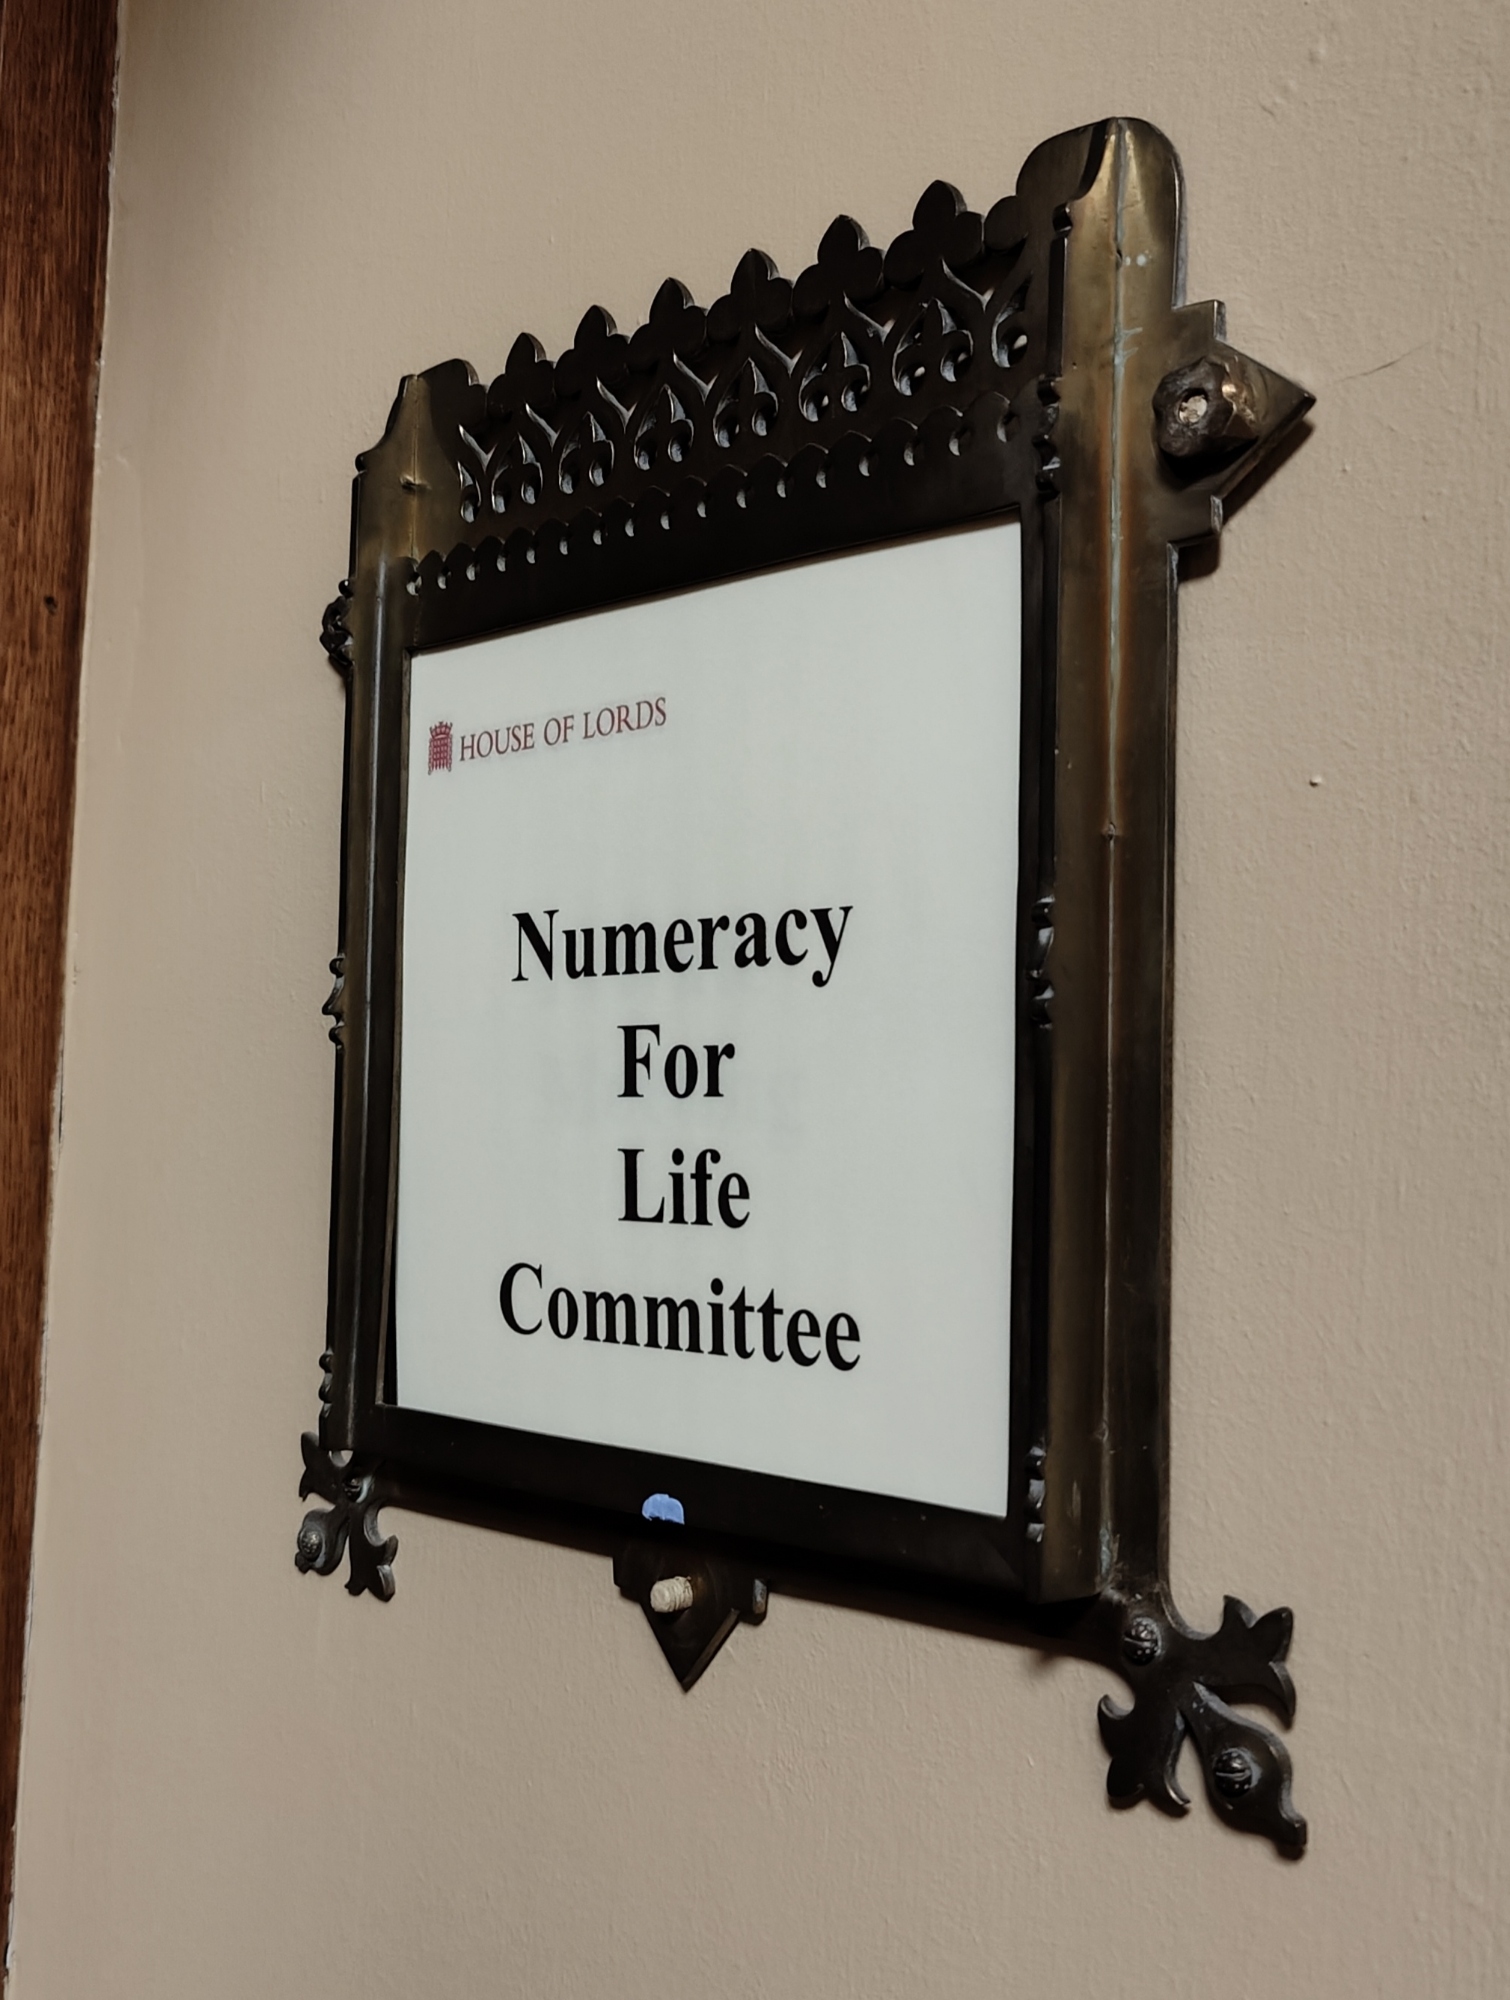 HOUSE OF LORDS
Numeracy
For
Life
Committee